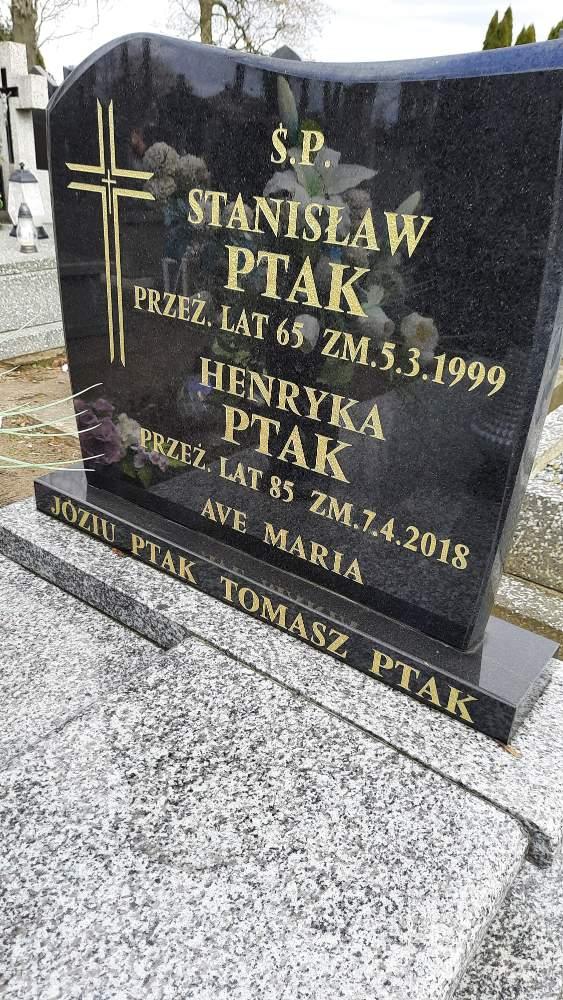 Ś.P.
STANISŁAW
PTAK
PRZEŻ. LAT 65 ZM.5.3.1999
HENRYKA
PTAK
PRZEŻ. LAT 85 ZM.7.4.2018
AVE MARIA
JÓZIU PTAK TOMASZ PTAK